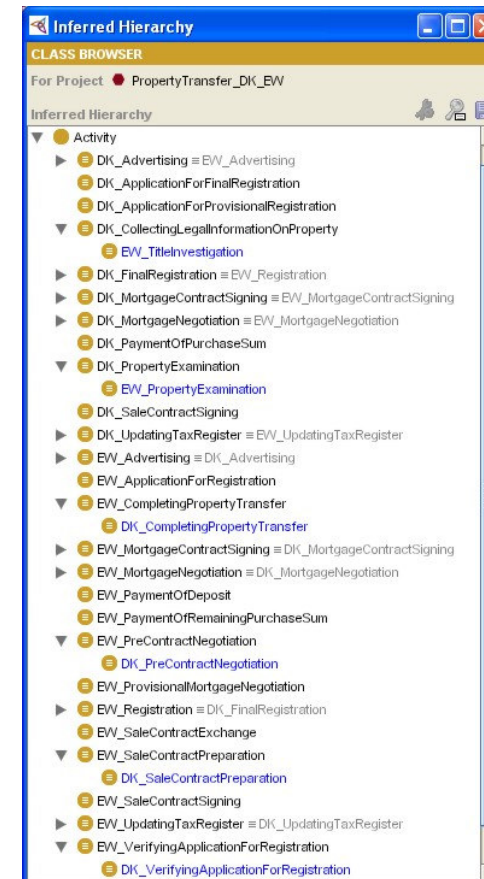 Inferred Hierarchy
CLASS BROWSER
For Project PropertyTransfer_DK_EW
Inferred Hierarchy
Activity
DK_Advertising ≡ EW_Advertising
DK_ApplicationForFinalRegistration
DK_ApplicationForProvisionalRegistration
DK_CollectingLegalInformationOnProperty
EW_TitleInvestigation
DK_FinalRegistration ≡ EW_Registration
DK_MortgageContractSigning ≡ EW_MortgageContractSigning
DK_MortgageNegotiation ≡ EW_MortgageNegotiation
DK_PaymentOfPurchaseSum
DK_PropertyExamination
EW_PropertyExamination
DK_SaleContractSigning
DK_UpdatingTaxRegister ≡ EW_UpdatingTaxRegister
EW_Advertising ≡ DK_Advertising
EW_ApplicationForRegistration
EW_CompletingPropertyTransfer
DK_CompletingPropertyTransfer
EW_MortgageContractSigning ≡ DK_MortgageContractSigning
EW_MortgageNegotiation ≡ DK_MortgageNegotiation
EW_PaymentOfDeposit
EW_PaymentOfRemainingPurchaseSum
EW_PreContractNegotiation
DK_PreContractNegotiation
EW_ProvisionalMortgageNegotiation
EW_Registration ≡ DK_FinalRegistration
EW_SaleContractExchange
EW_SaleContractPreparation
DK_SaleContractPreparation
EW_SaleContractSigning
EW_UpdatingTaxRegister ≡ DK_UpdatingTaxRegister
EW_VerifyingApplicationForRegistration
DK_VerifyingApplicationForRegistration